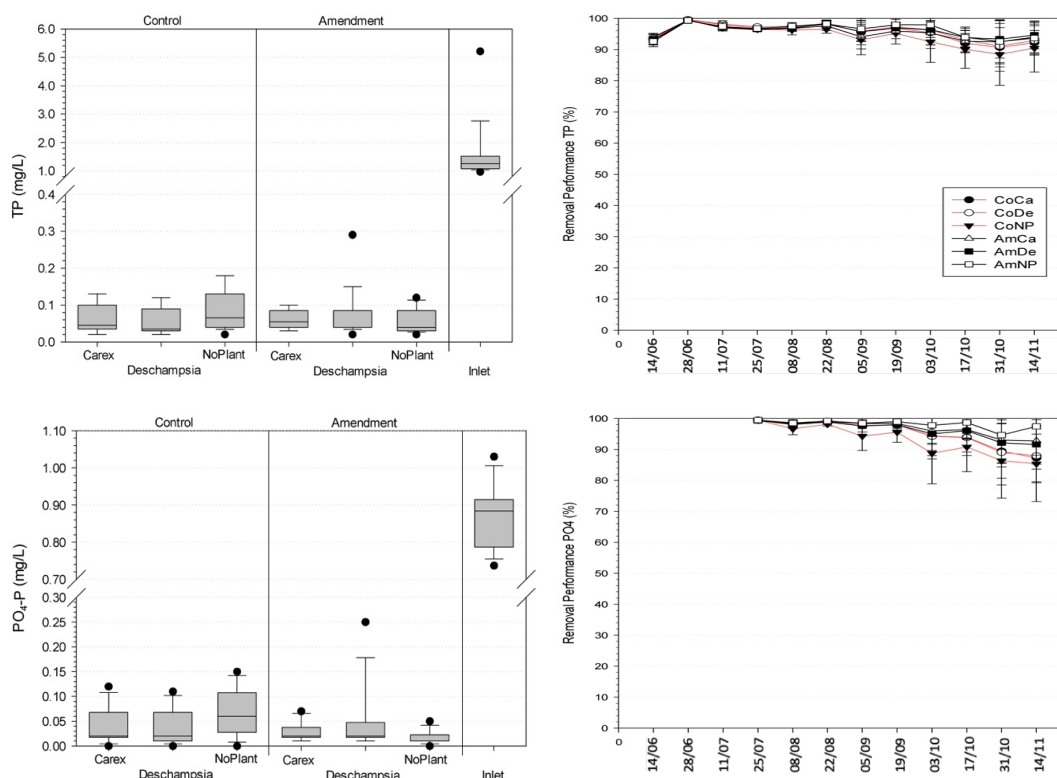 Control
Amendment
6.0
5.0
4.0
3.0
2.0
1.0
0.4
0.3
0.2
0.1
0.0
TP (mg/L)
Carex
NoPlant
Carex
NoPlant
Deschampsia
Deschampsia
Inlet
100
90
80
70
60
50
40
30
20
10
0
0
Removal Performance TP (%)
CoCa
CoDe
CoNP
AmCa
AmDe
AmNP
14/06
28/06
11/07
25/07
08/08
22/08
05/09
19/09
03/10
17/10
31/10
14/11
Control
Amendment
1.10
1.00
0.90
0.80
0.70
0.30
0.25
0.20
0.15
0.10
0.05
0.00
PO₄-P (mg/L)
Carex
NoPlant
Carex
NoPlant
Deschampsia
Deschampsia
Inlet
100
90
80
70
60
50
40
30
20
10
0
0
Removal Performance PO4 (%)
14/06
28/06
11/07
25/07
08/08
22/08
05/09
19/09
03/10
17/10
31/10
14/11